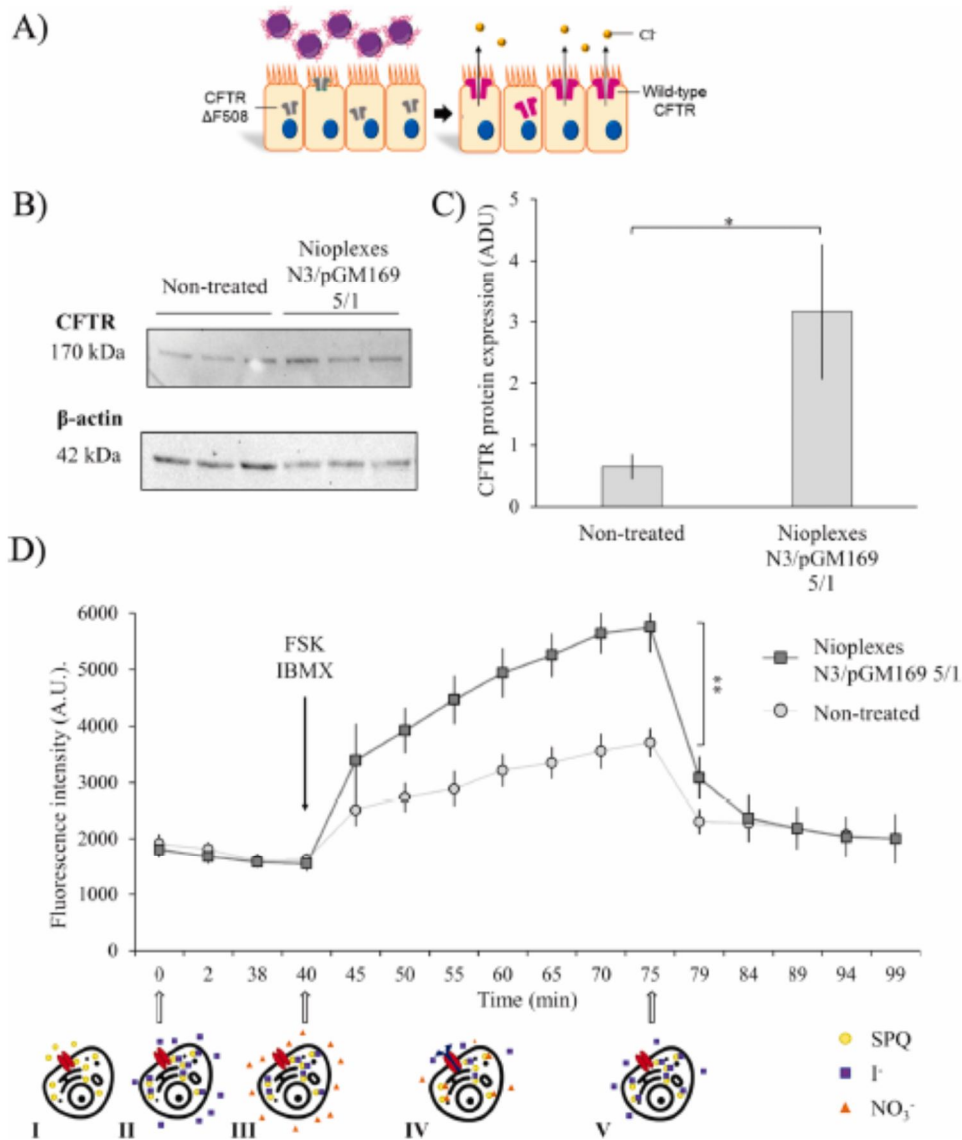 A)
Cl-
CFTR
ΔF508
Wild-type
CFTR
B)
Non-treated
Nioplexes
N3/pGM169
5/1
CFTR
170 kDa
β-actin
42 kDa
C)
CFTR protein expression (ADU)
5
4
3
2
1
0
*
Non-treated
Nioplexes
N3/pGM169
5/1
D)
Fluorescence intensity (A.U.).
6000
5000
4000
3000
2000
1000
0
FSK
IBMX
**
Nioplexes
N3/pGM169 5/1
Non-treated
0 2 38 40 45 50 55 60 65 70 75 79 84 89 94 99
Time (min)
I II III IV V
SPQ
I-
NO3-